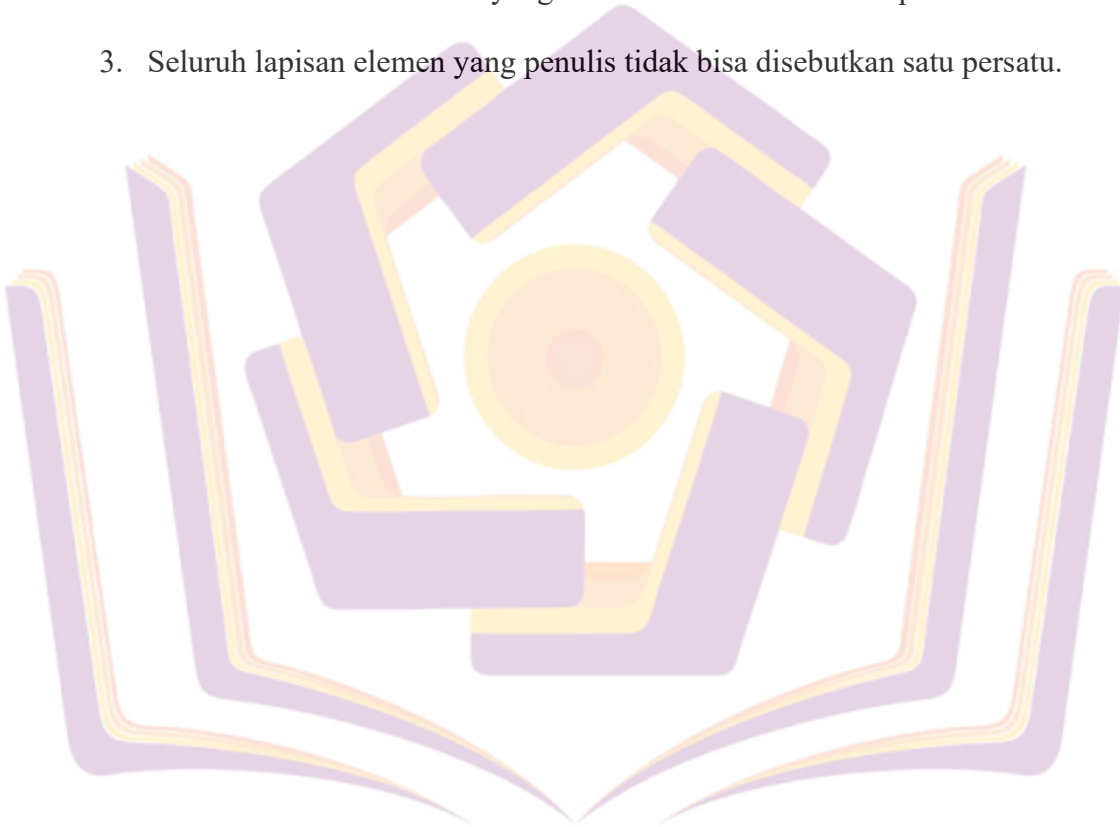 3. Seluruh lapisan elemen yang penulis tidak bisa disebutkan satu persatu.